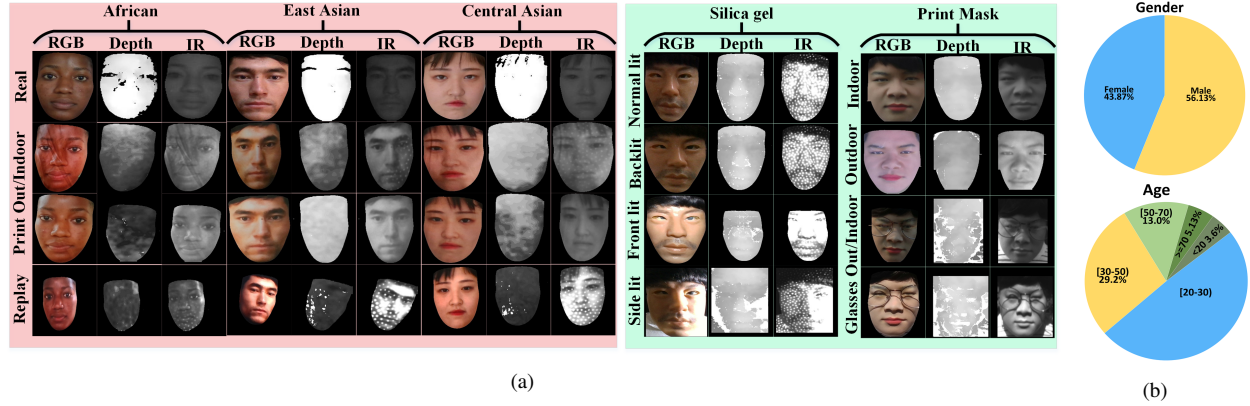 African East Asian Central Asian
RGB Depth IR RGB Depth IR RGB Depth IR
Real
Print Out/Indoor
Replay
Silica gel Print Mask
RGB Depth IR RGB Depth IR
Normal lit
Backlit
Front lit
Side lit
Indoor
Outdoor
Glasses Out/Indoor
(a)
Gender
Female
43.87%
Male
56.13%
Age
[50-70)
13.0%
>=70 5.13%
<20 3.6%
[30-50)
29.2%
[20-30)
(b)